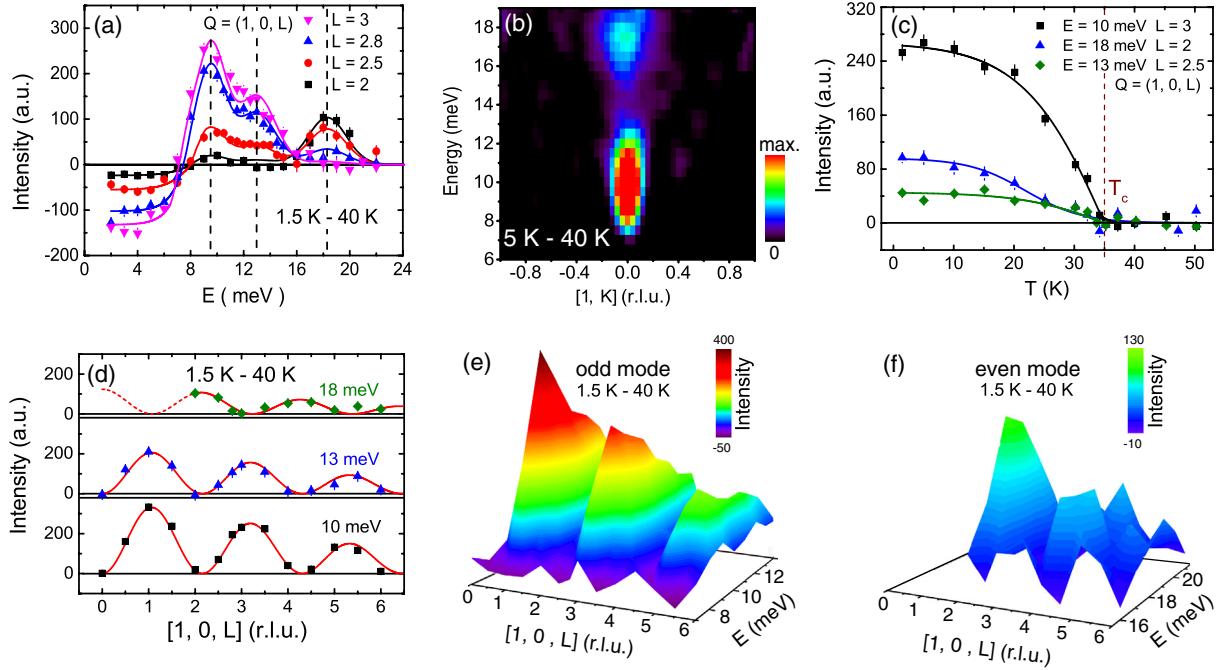 (a)
Q = (1, 0, L)
L = 3
L = 2.8
L = 2.5
L = 2
300
200
100
0
-100
-200
Intensity (a.u.)
1.5 K - 40 K
0 4 8 12 16 20 24
E ( meV )
(b)
18
16
14
12
10
8
6
Energy (meV)
5 K - 40 K
-0.8 -0.4 0.0 0.4 0.8
[1, K] (r.l.u.)
max.
0
(c)
E = 10 meV L = 3
E = 18 meV L = 2
E = 13 meV L = 2.5
Q = (1, 0, L)
320
240
160
80
0
Intensity (a.u.)
Tc
0 10 20 30 40 50
T (K)
(d)
1.5 K - 40 K
18 meV
13 meV
10 meV
200
0
200
0
200
0
Intensity (a.u.)
0 1 2 3 4 5 6
[1, 0, L] (r.l.u.)
(e)
odd mode
1.5 K - 40 K
400
Intensity
-50
0 1 2 3 4 5 6
[1, 0 , L] (r.l.u.)
8 10 12
E (meV)
(f)
even mode
1.5 K - 40 K
130
Intensity
-10
0 1 2 3 4 5 6
[1, 0 , L] (r.l.u.)
16 18 20
E (meV)